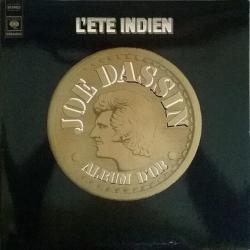 L'ETE INDIEN
JOE DASSIN
ALBUM D'OR